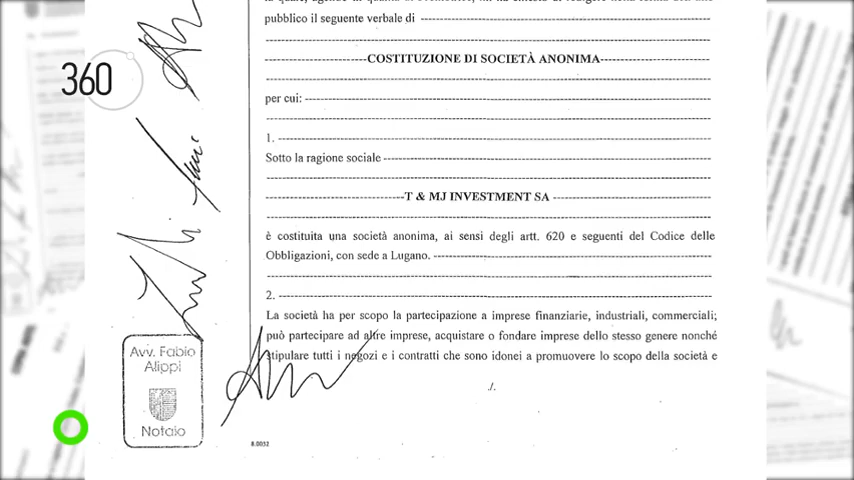 pubblico il seguente verbale di
360
COSTITUZIONE DI SOCIETÀ ANONIMA
per cui:
1.
Sotto la ragione sociale
T & MJ INVESTMENT SA
è costituita una società anonima, ai sensi degli artt. 620 e seguenti del Codice delle
Obbligazioni, con sede a Lugano.
2.
La società ha per scopo la partecipazione a imprese finanziarie, industriali, commerciali;
può partecipare ad altre imprese, acquistare o fondare imprese dello stesso genere nonché
stipulare tutti i negozi e i contratti che sono idonei a promuovere lo scopo della società e
./.
Avv. Fabio
Alippi
Notaio
8.0032